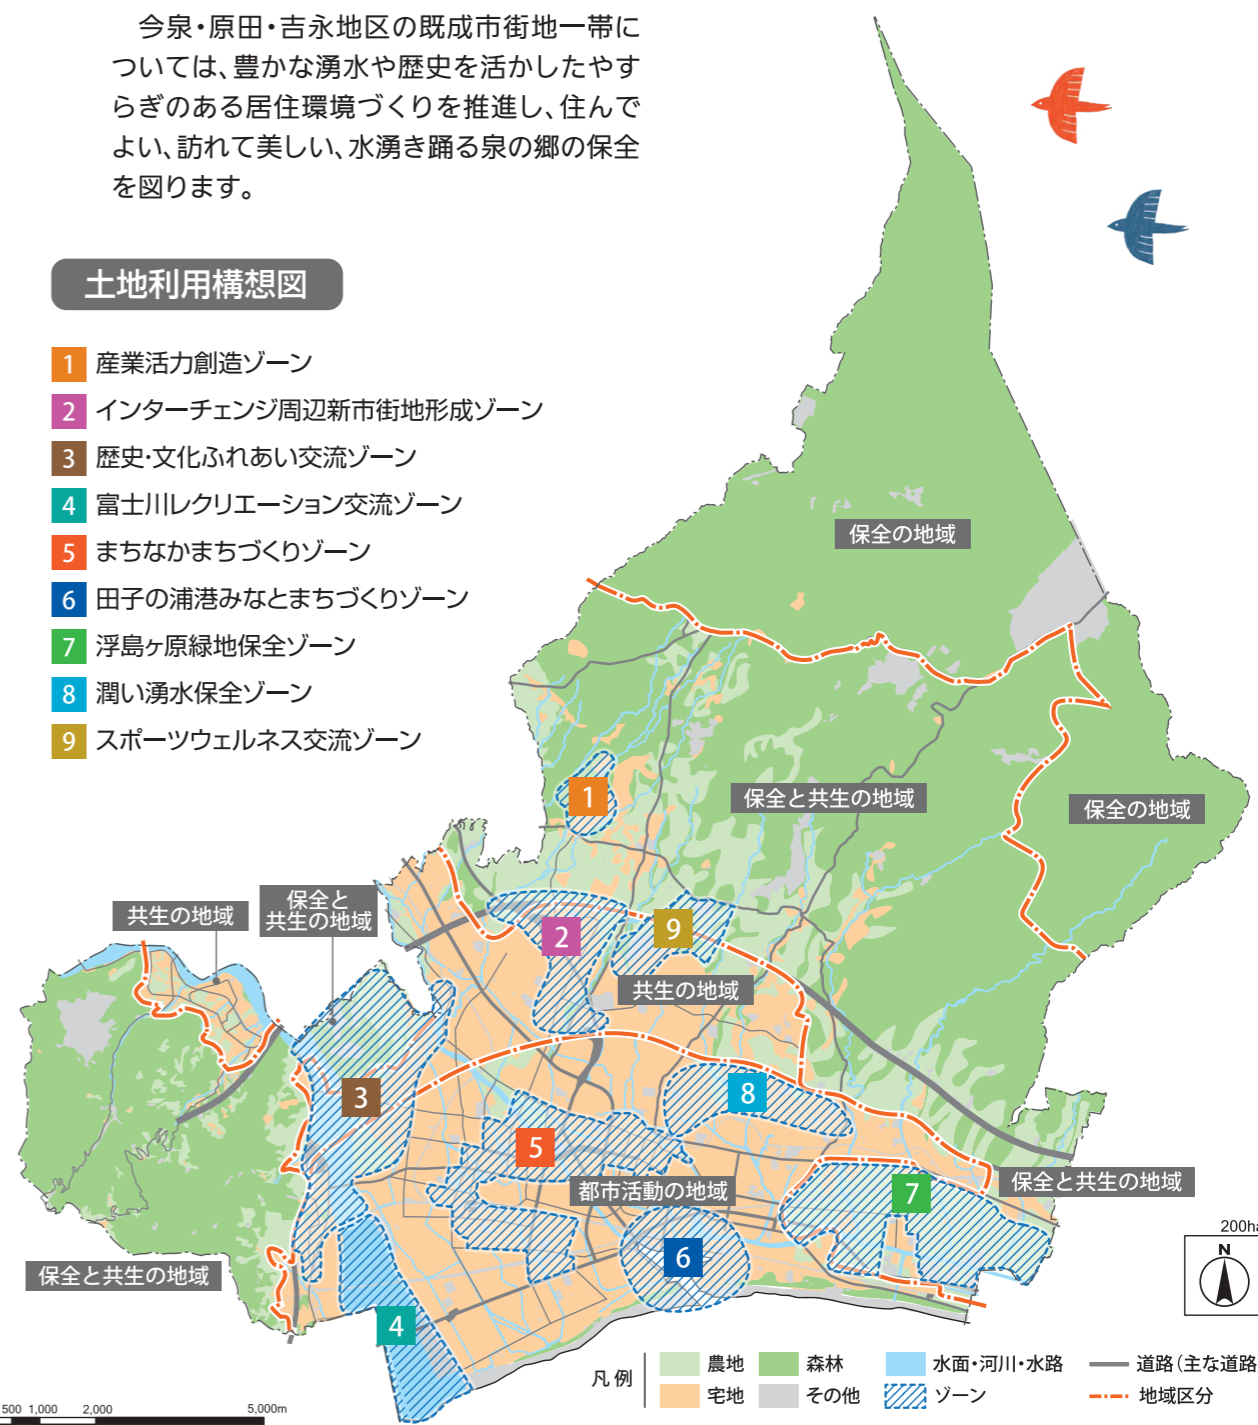 今泉・原田・吉永地区の既成市街地一帯に
ついては、豊かな湧水や歴史を活かしたやす
らぎのある居住環境づくりを推進し、住んで
よい、訪れて美しい、水湧き踊る泉の郷の保全
を図ります。
土地利用構想図
1 産業活力創造ゾーン
2 インターチェンジ周辺新市街地形成ゾーン
3 歴史・文化ふれあい交流ゾーン
4 富士川レクリエーション交流ゾーン
5 まちなかまちづくりゾーン
6 田子の浦港みなとまちづくりゾーン
7 浮島ヶ原緑地保全ゾーン
8 潤い湧水保全ゾーン
9 スポーツウェルネス交流ゾーン
保全の地域
1
保全と共生の地域
保全の地域
保全と
共生の地域
共生の地域
2
9
共生の地域
3
8
5
都市活動の地域
7
保全と共生の地域
6
保全と共生の地域
4
200ha
N
凡例
農地
森林
水面・河川・水路
道路（主な道路
宅地
その他
ゾーン
地域区分
500 1,000 2,000 5,000m